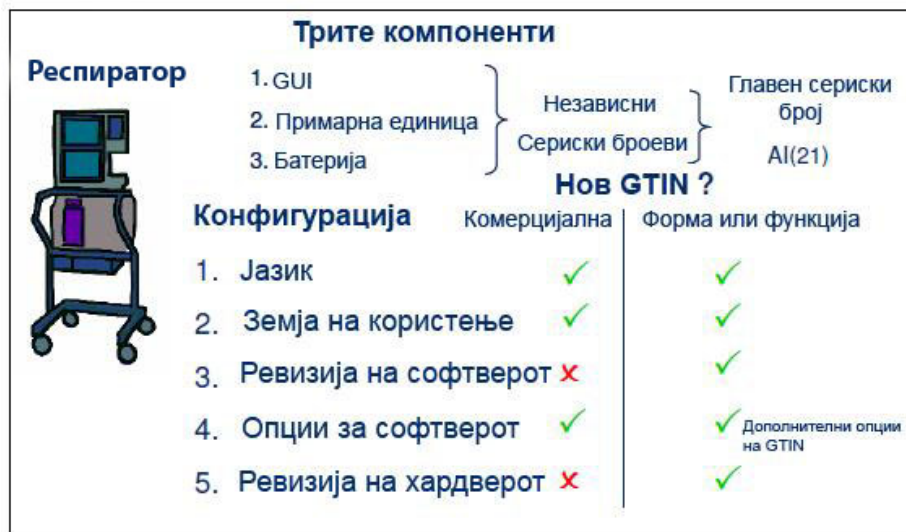 Трите компоненти
Респиратор
1. GUI
2. Примарна единица
3. Батерија
Независни
Сериски броеви
Главен сериски
број
AI(21)
Нов GTIN ?
Конфигурација
Комерцијална
Форма или функција
1. Јазик
2. Земја на користење
3. Ревизија на софтверот
4. Опции за софтверот
Дополнителни опции
на GTIN
5. Ревизија на хардверот